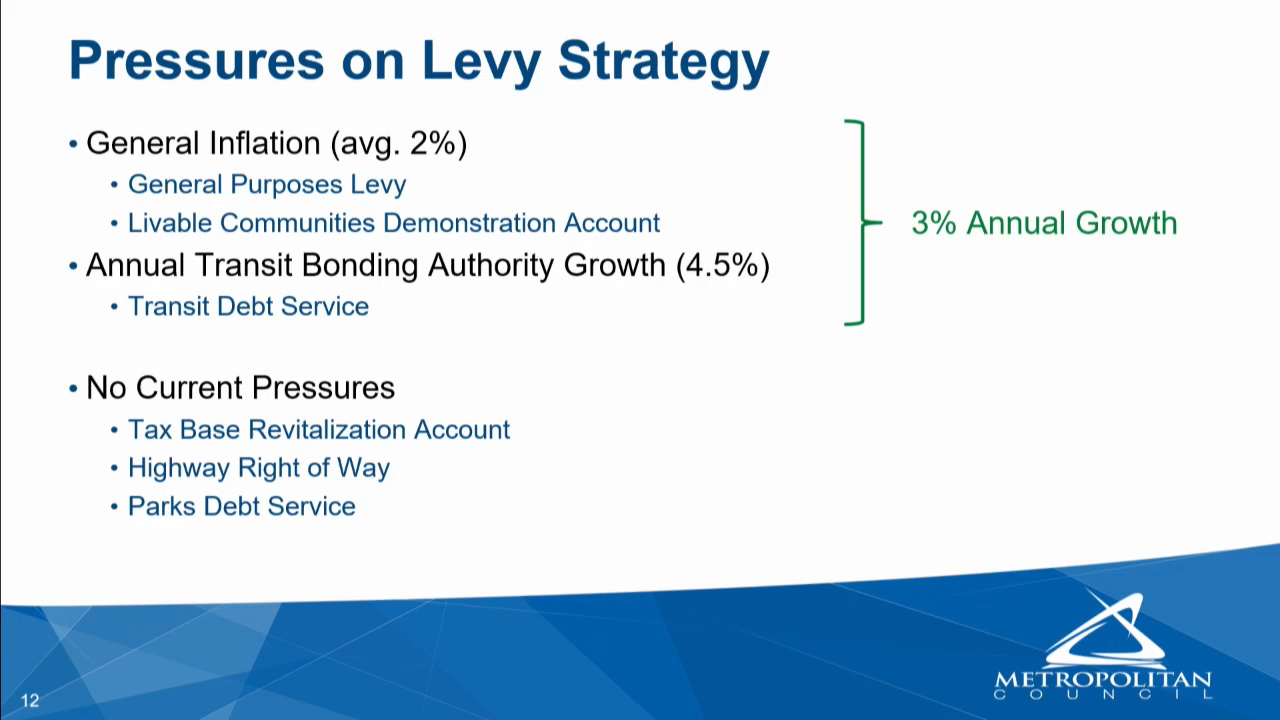 Pressures on Levy Strategy
• General Inflation (avg. 2%)
• General Purposes Levy
• Livable Communities Demonstration Account
• Annual Transit Bonding Authority Growth (4.5%)
• Transit Debt Service
3% Annual Growth
• No Current Pressures
• Tax Base Revitalization Account
• Highway Right of Way
• Parks Debt Service
12
METROPOLITAN
COUNCIL